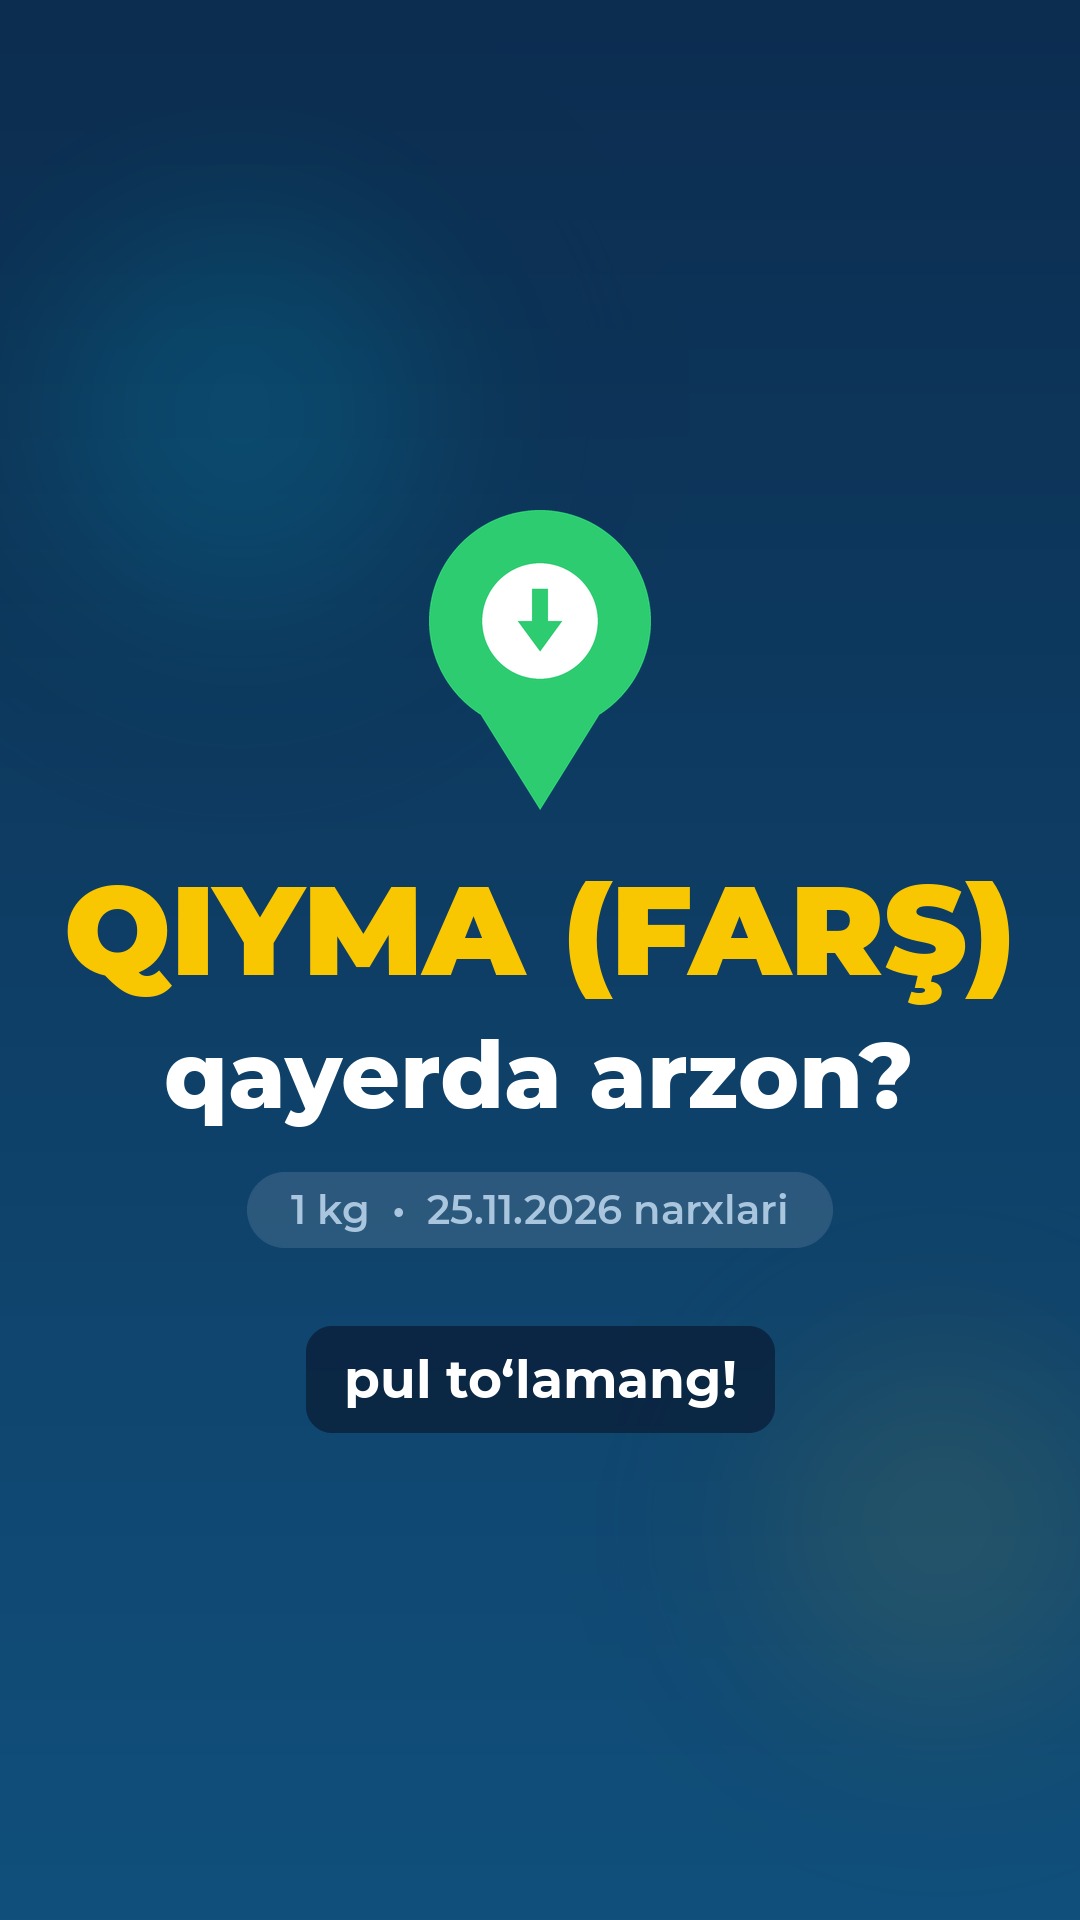 QIYMA (FARŞ)
qayerda arzon?
1 kg • 25.11.2026 narxlari
pul to‘lamang!